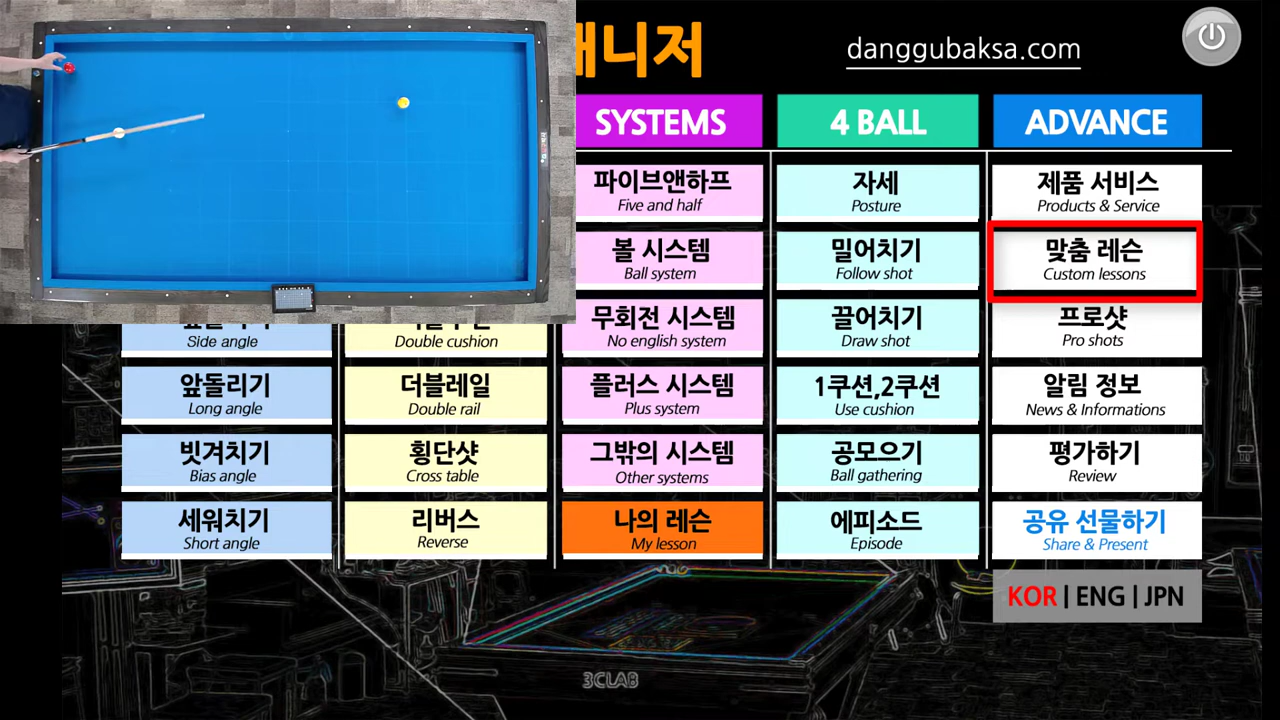 매니저
danggubaksa.com
SYSTEMS
4 BALL
ADVANCE
파이브앤하프
Five and half
자세
Posture
제품 서비스
Products & Service
볼 시스템
Ball system
밀어치기
Follow shot
맞춤 레슨
Custom lessons
Side angle
Double cushion
무회전 시스템
No english system
끌어치기
Draw shot
프로샷
Pro shots
앞돌리기
Long angle
더블레일
Double rail
플러스 시스템
Plus system
1쿠션,2쿠션
Use cushion
알림 정보
News & Informations
빗겨치기
Bias angle
횡단샷
Cross table
그밖의 시스템
Other systems
공모으기
Ball gathering
평가하기
Review
세워치기
Short angle
리버스
Reverse
나의 레슨
My lesson
에피소드
Episode
공유 선물하기
Share & Present
KOR | ENG | JPN
3CLAB